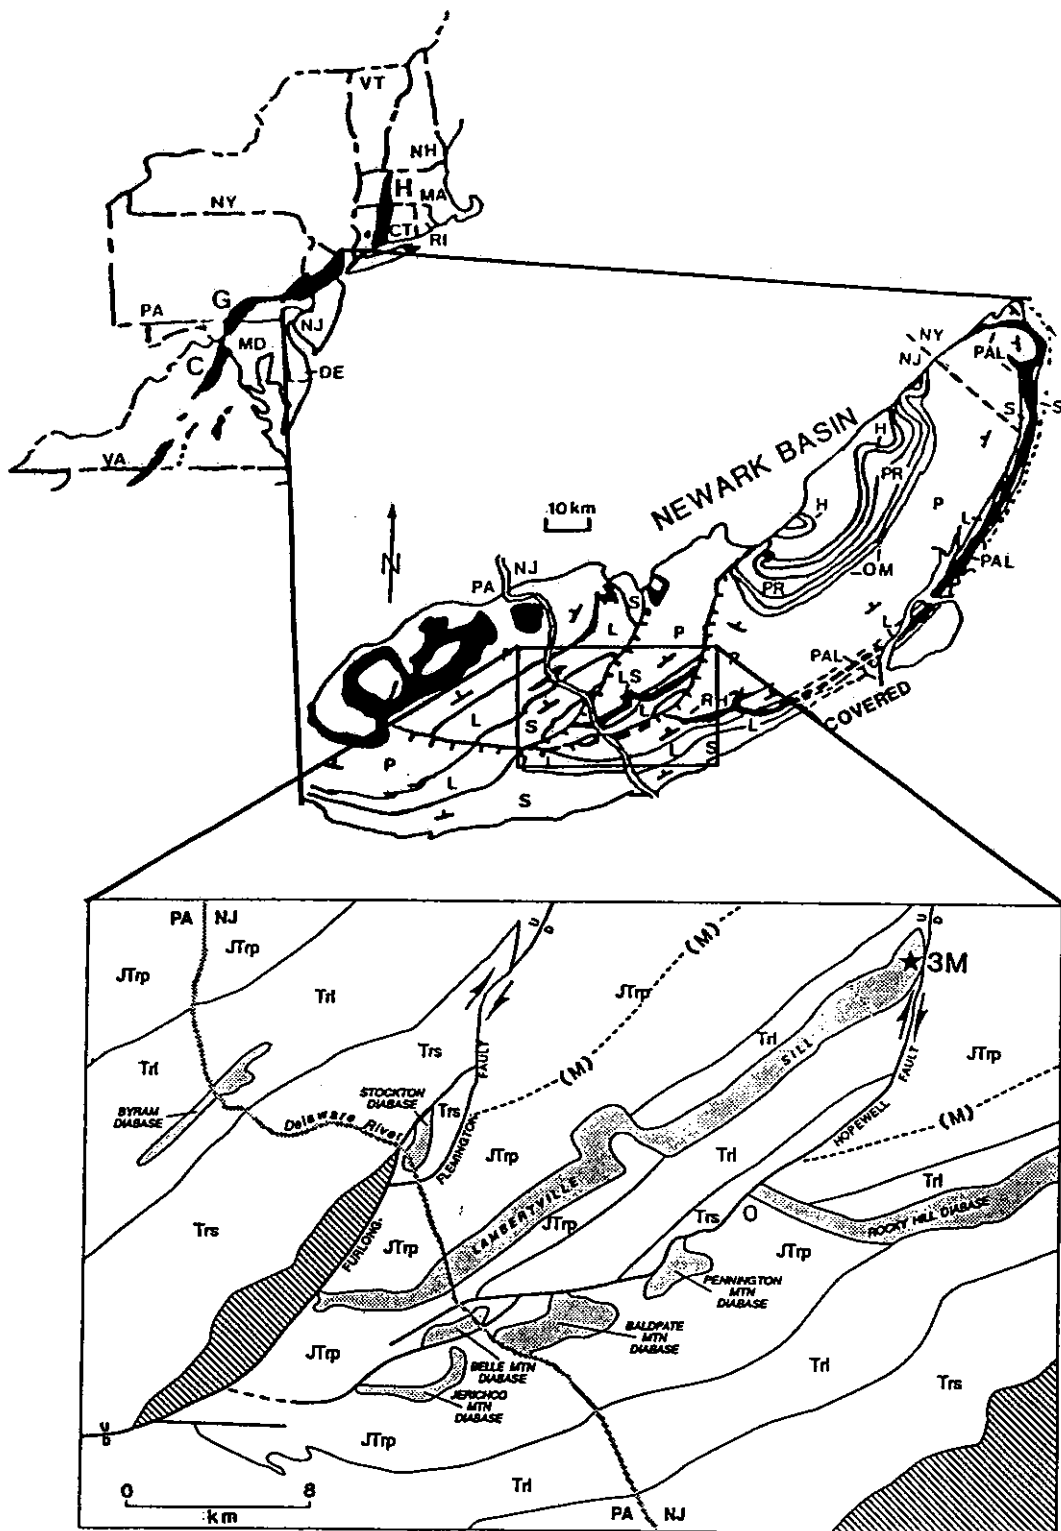 VT
NH
H
MA
NY
CT
RI
G
PA
NJ
MD
C
DE
VA
NEWARK BASIN
10 km
N
NY
NJ
PAL
S
S
H
PR
P
H
L
OM
PAL
PR
NJ
PA
S
L
P
L
PAL
P
LS
RH
L
COVERED
L
S
L
L
S
P
L
S
PA NJ
JTrp
JTrp
Trl
U
D
(M)
U
D
3M
JTrp
Trl
Trs
Trl
SILL
JTrp
FAULT
(M)
FAULT
STOCKTON
DIABASE
Trs
BYRAM
DIABASE
Delaware River
FLEMINGTON
HOPEWELL
(M)
JTrp
Trl
Trl
LAMBERTVILLE
Trs
FURLONG
JTrp
JTrp
Trs
O
ROCKY HILL DIABASE
JTrp
PENNINGTON
MTN
DIABASE
BALDPATE
MTN
DIABASE
JTrp
BELLE MTN
DIABASE
JERICHO
MTN
DIABASE
Trl
Trs
U
D
JTrp
0 8
km
Trl
PA NJ